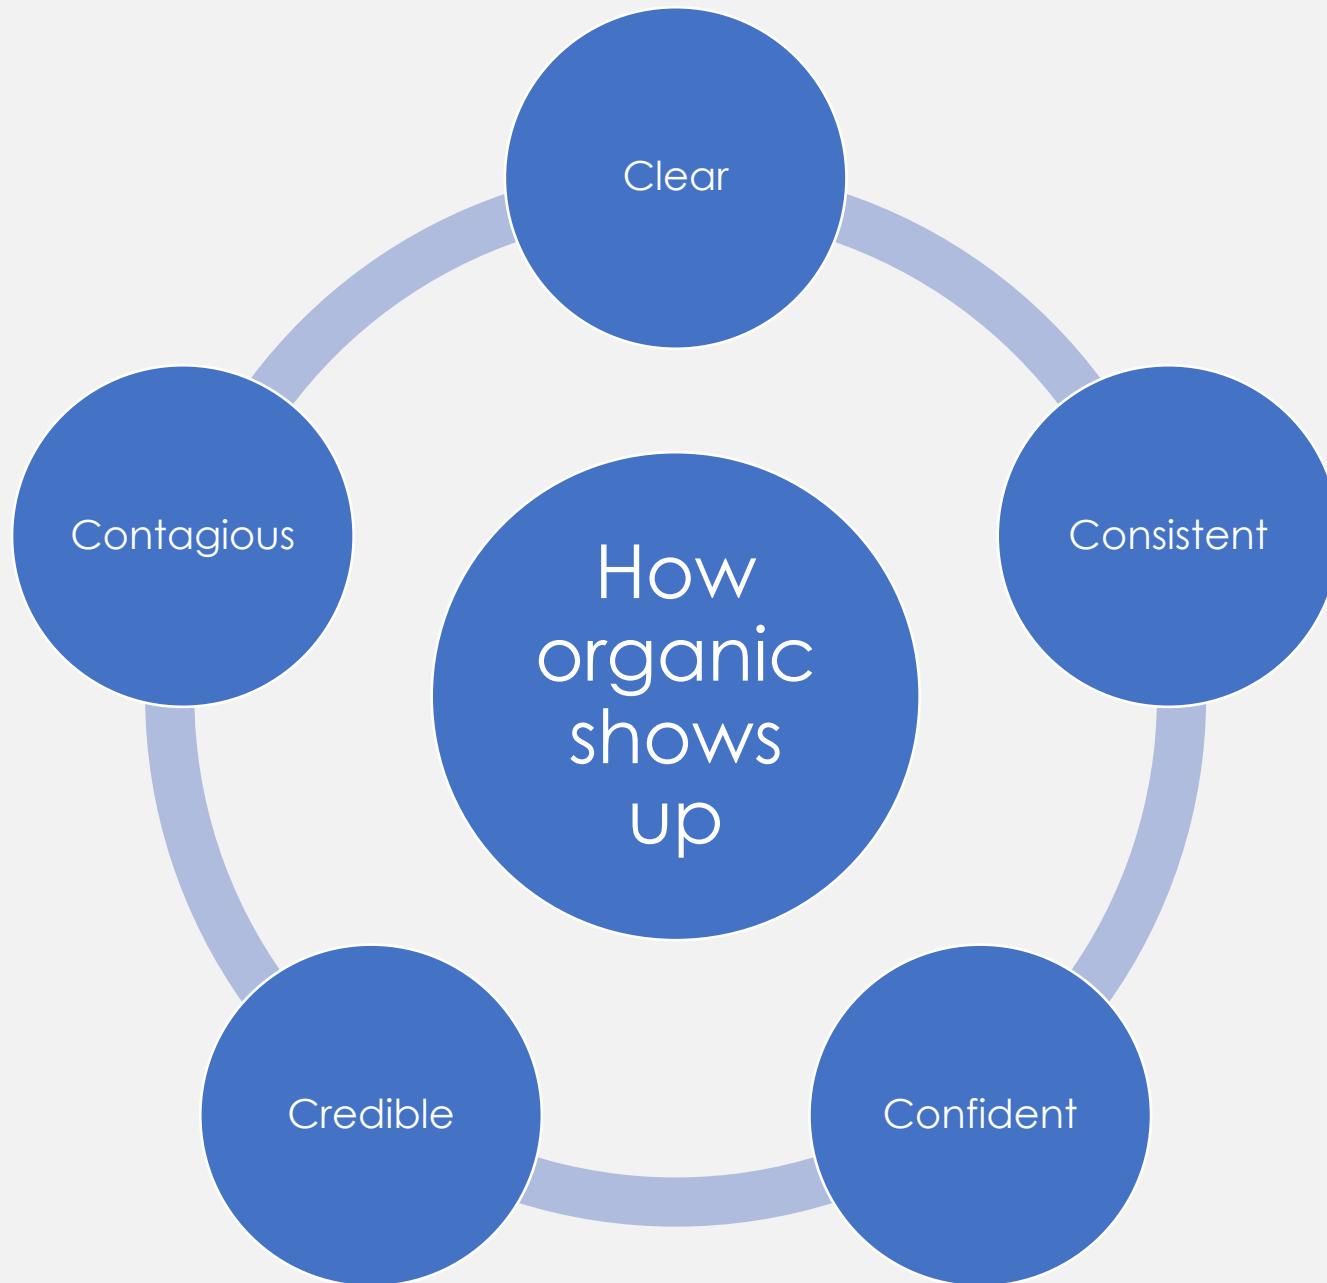 Clear
Consistent
Confident
Credible
Contagious
How
organic
shows
up